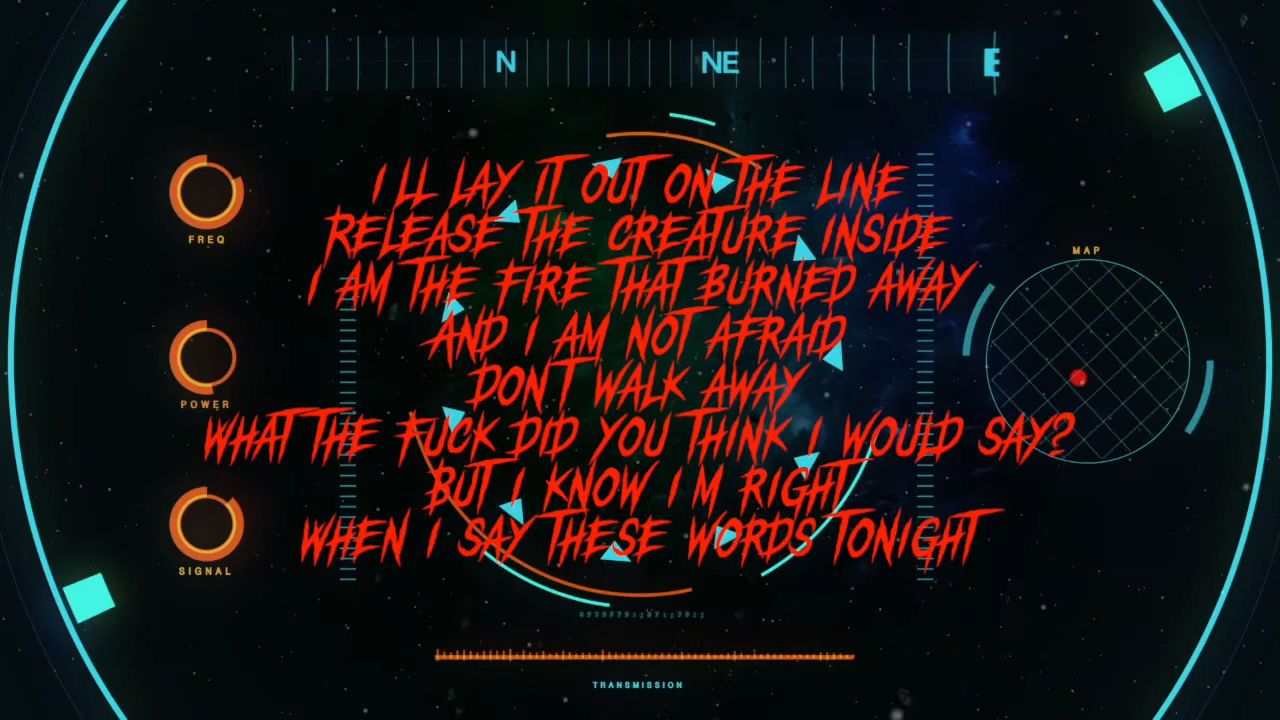 N NE E
I LL LAY IT OUT ON THE LINE
RELEASE THE CREATURE INSIDE
I AM THE FIRE THAT BURNED AWAY
AND I AM NOT AFRAID
DON T WALK AWAY
WHAT THE FUCK DID YOU THINK I WOULD SAY?
BUT I KNOW I M RIGHT
WHEN I SAY THESE WORDS TONIGHT
FREQ
MAP
POWER
SIGNAL
TRANSMISSION